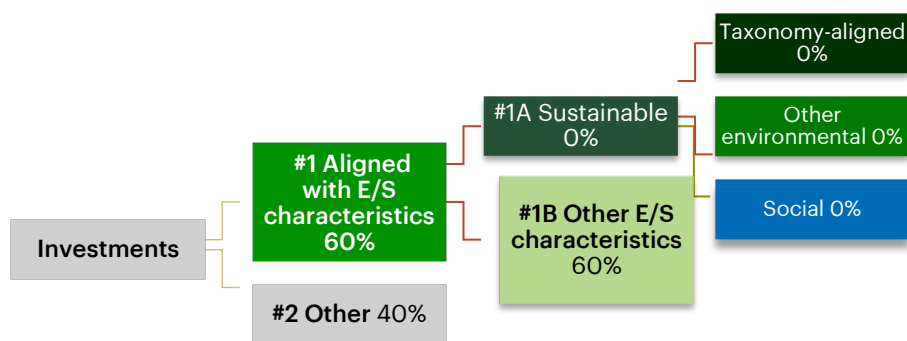 Investments
#1 Aligned
with E/S
characteristics
60%
#2 Other 40%
#1A Sustainable
0%
#1B Other E/S
characteristics
60%
Taxonomy-aligned
0%
Other
environmental 0%
Social 0%